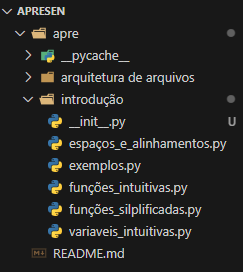 APRESEN
apre
__pycache__
arquitetura de arquivos
introdução
__init__.py U
espaços_e_alinhamentos.py
exemplos.py
funções_intuitivas.py
funções_silplificadas.py
variaveis_intuitivas.py
README.md